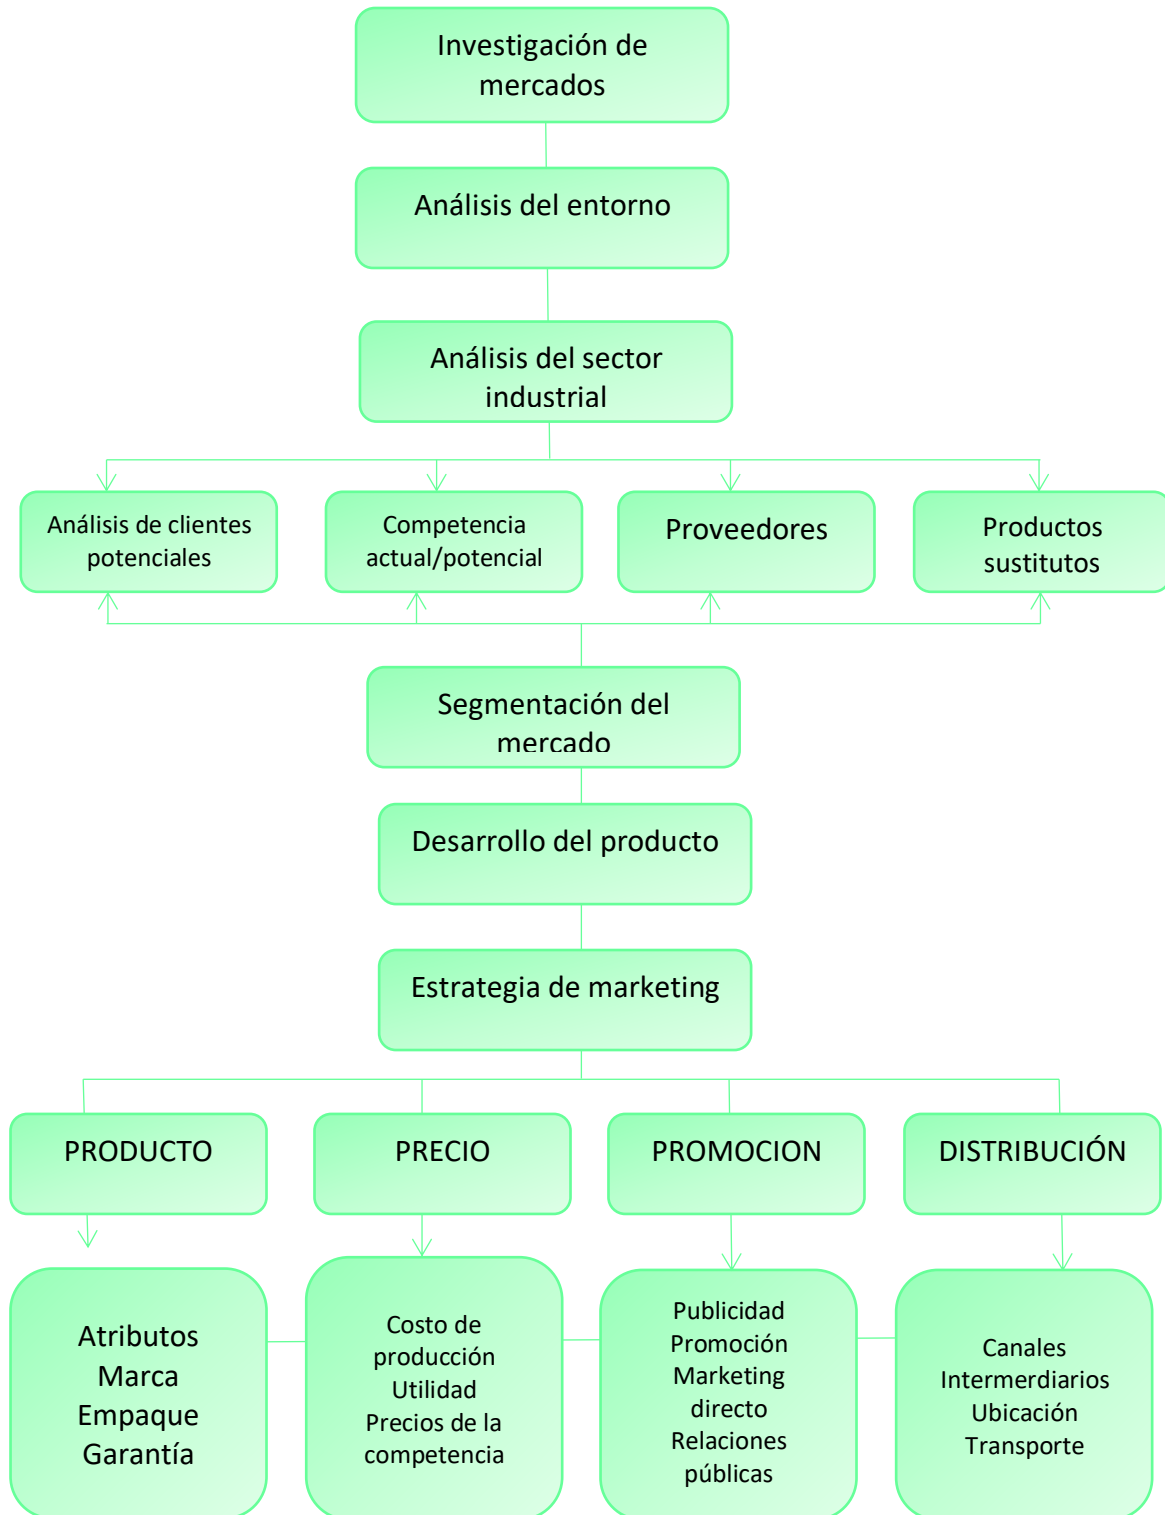 Investigación de
mercados
Análisis del entorno
Análisis del sector
industrial
Análisis de clientes
potenciales
Competencia
actual/potencial
Proveedores
Productos
sustitutos
Segmentación del
mercado
Desarrollo del producto
Estrategia de marketing
PRODUCTO
PRECIO
PROMOCION
DISTRIBUCIÓN
Atributos
Marca
Empaque
Garantía
Costo de
producción
Utilidad
Precios de la
competencia
Publicidad
Promoción
Marketing
directo
Relaciones
públicas
Canales
Intermerdiarios
Ubicación
Transporte